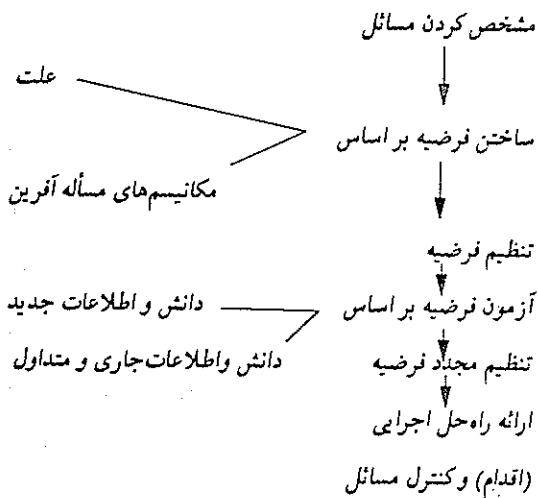 مشخص کردن مسائل
علت
ساختن فرضیه بر اساس
مکانیسم‌های مسأله آفرین
تنظیم فرضیه
آزمون فرضیه بر اساس
دانش و اطلاعات جدید
تنظیم مجدد فرضیه
دانش واطلاعات جاری و متداول
ارائه راه‌حل اجرایی
(اقدام) و کنترل مسائل